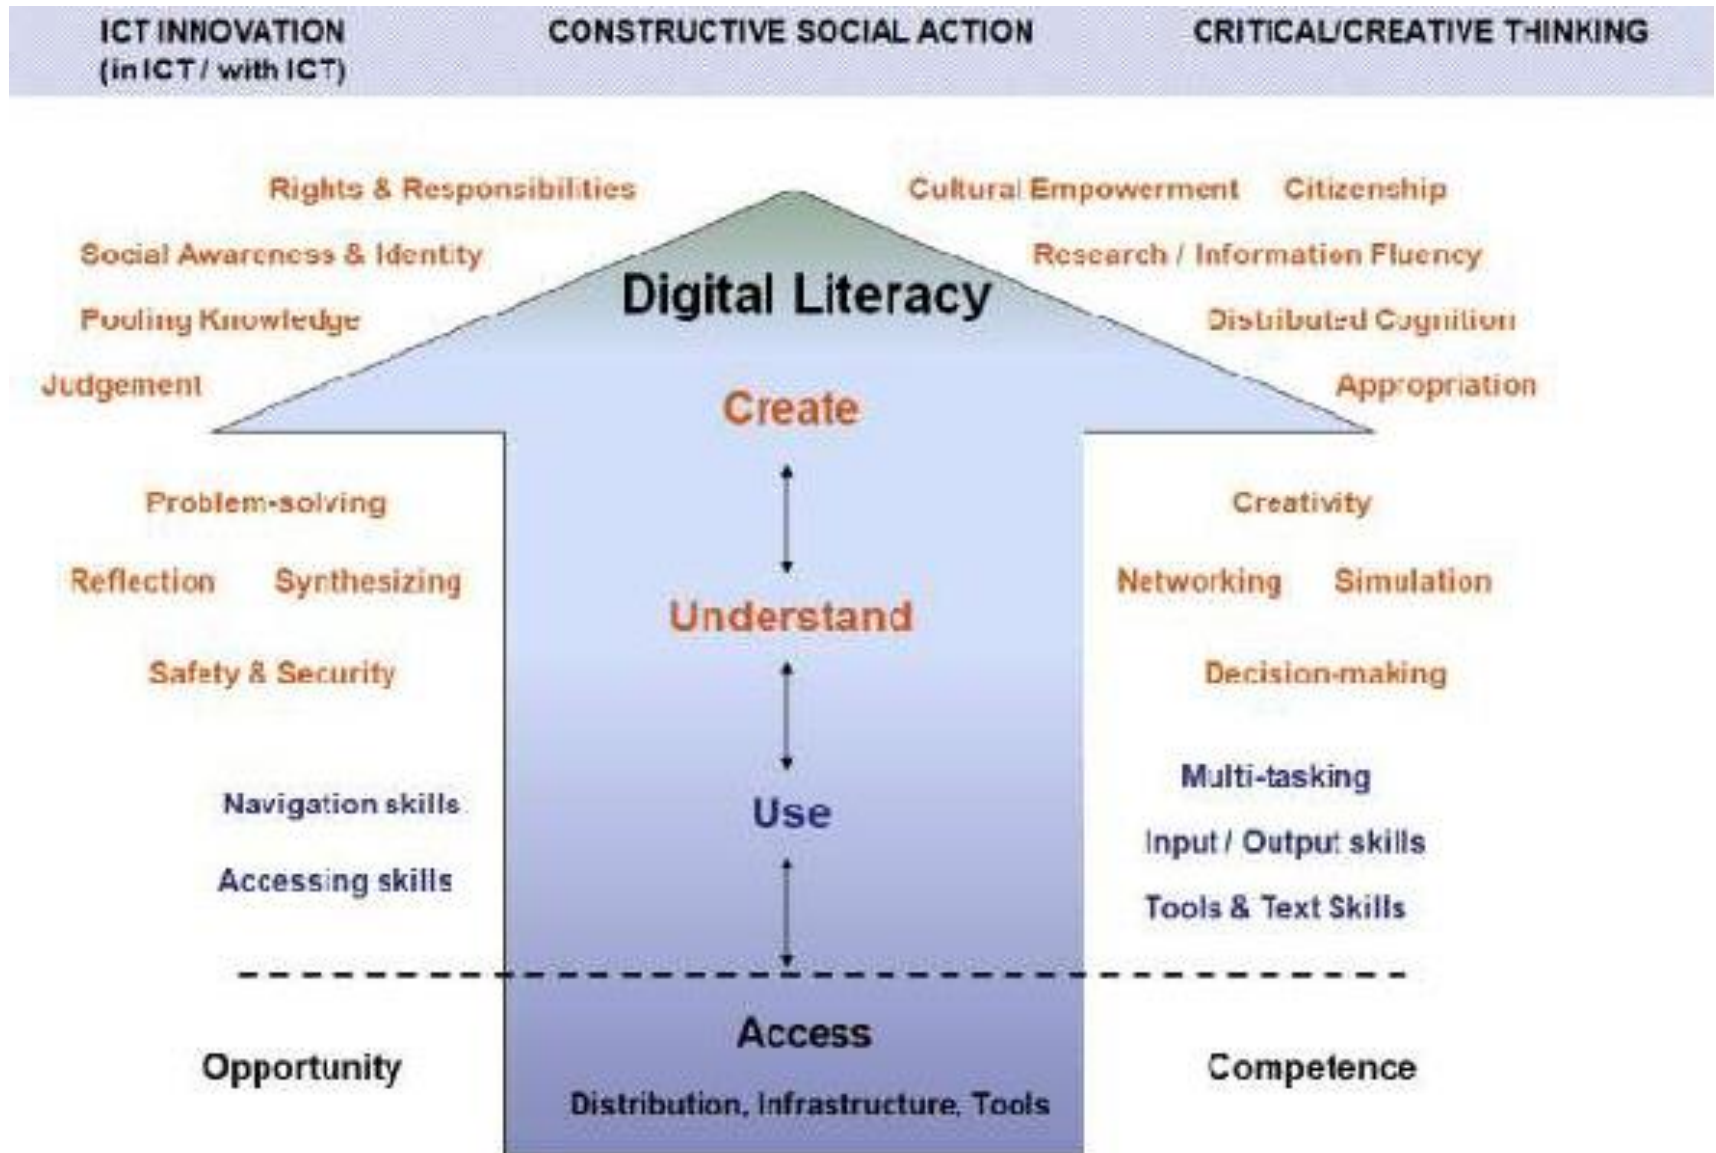 ICT INNOVATION
(in ICT / with ICT)
CONSTRUCTIVE SOCIAL ACTION
CRITICAL/CREATIVE THINKING
Rights & Responsibilities
Cultural Empowerment
Citizenship
Social Awareness & Identity
Research / Information Fluency
Digital Literacy
Pooling Knowledge
Distributed Cognition
Judgement
Appropriation
Create
Problem-solving
Creativity
Reflection
Synthesizing
Networking
Simulation
Understand
Safety & Security
Decision-making
Navigation skills
Multi-tasking
Use
Input / Output skills
Accessing skills
Tools & Text Skills
Access
Opportunity
Competence
Distribution, Infrastructure, Tools